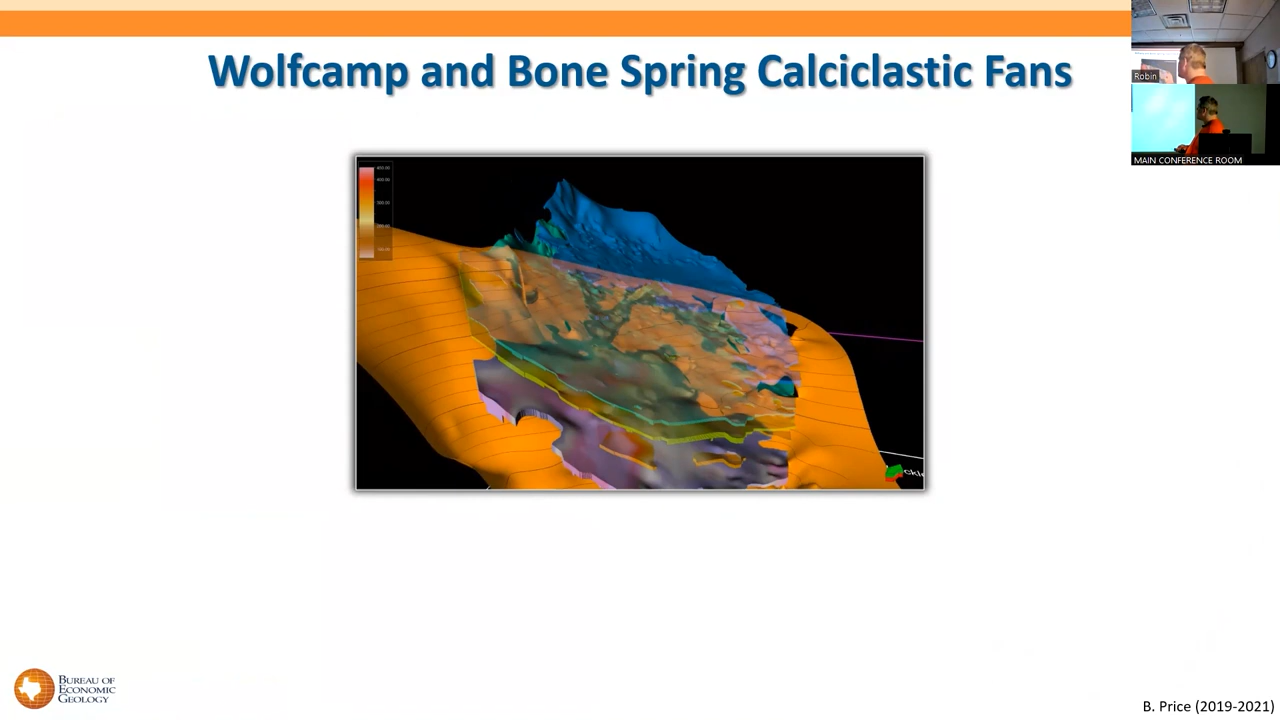 Wolfcamp and Bone Spring Calciclastic Fans
Robin
MAIN CONFERENCE ROOM
BUREAU OF
ECONOMIC
GEOLOGY
B. Price (2019-2021)